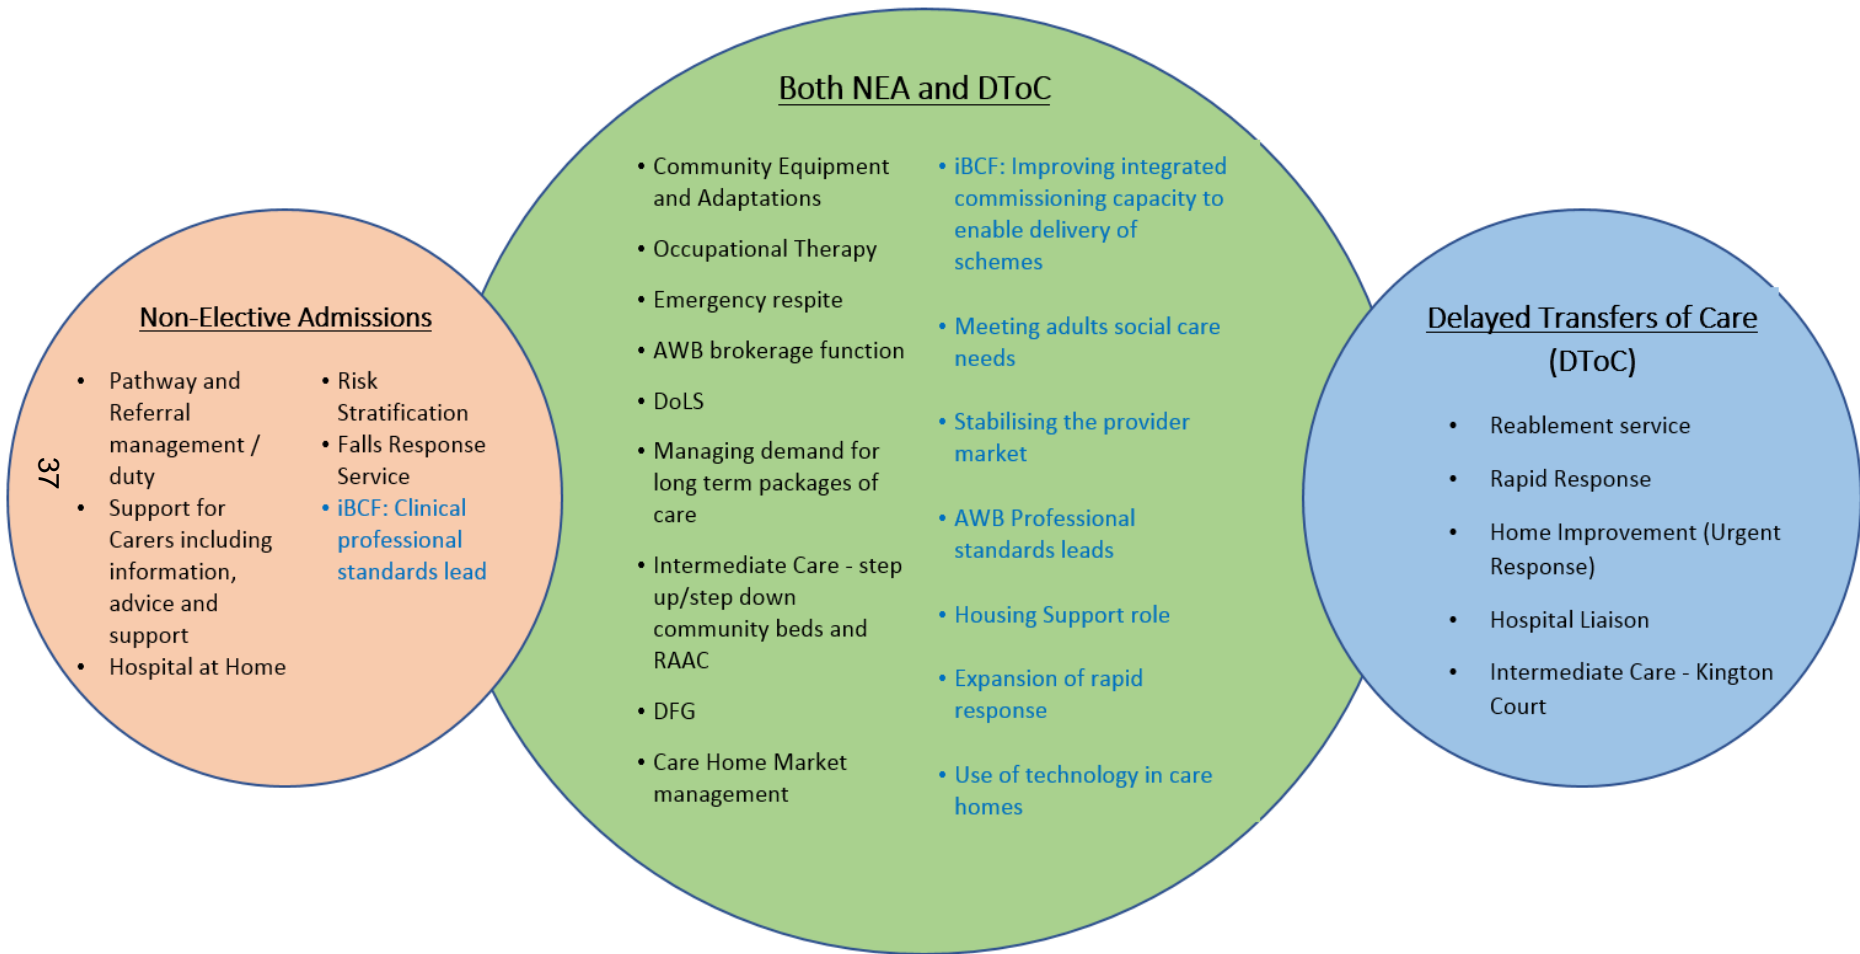 Both NEA and DToC
• Community Equipment
and Adaptations
• Occupational Therapy
• Emergency respite
• AWB brokerage function
• DoLS
• Managing demand for
long term packages of
care
• Intermediate Care - step
up/step down
community beds and
RAAC
• DFG
• Care Home Market
management
• iBCF: Improving integrated
commissioning capacity to
enable delivery of
schemes
• Meeting adults social care
needs
• Stabilising the provider
market
• AWB Professional
standards leads
• Housing Support role
• Expansion of rapid
response
• Use of technology in care
homes
Non-Elective Admissions
• Pathway and
Referral
management /
duty
• Support for
Carers including
information,
advice and
support
• Hospital at Home
• Risk
Stratification
• Falls Response
Service
• iBCF: Clinical
professional
standards lead
37
Delayed Transfers of Care
(DToC)
• Reablement service
• Rapid Response
• Home Improvement (Urgent
Response)
• Hospital Liaison
• Intermediate Care - Kington
Court